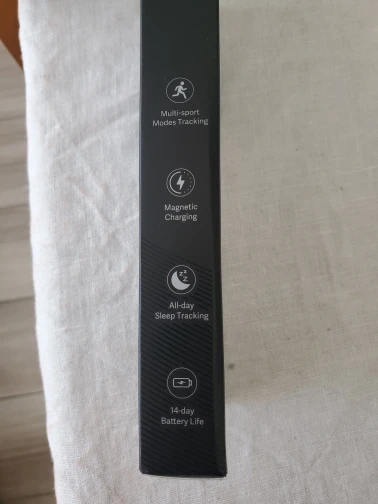 Multi-sport
Modes Tracking
Magnetic
Charging
All-day
Sleep Tracking
14-day
Battery Life